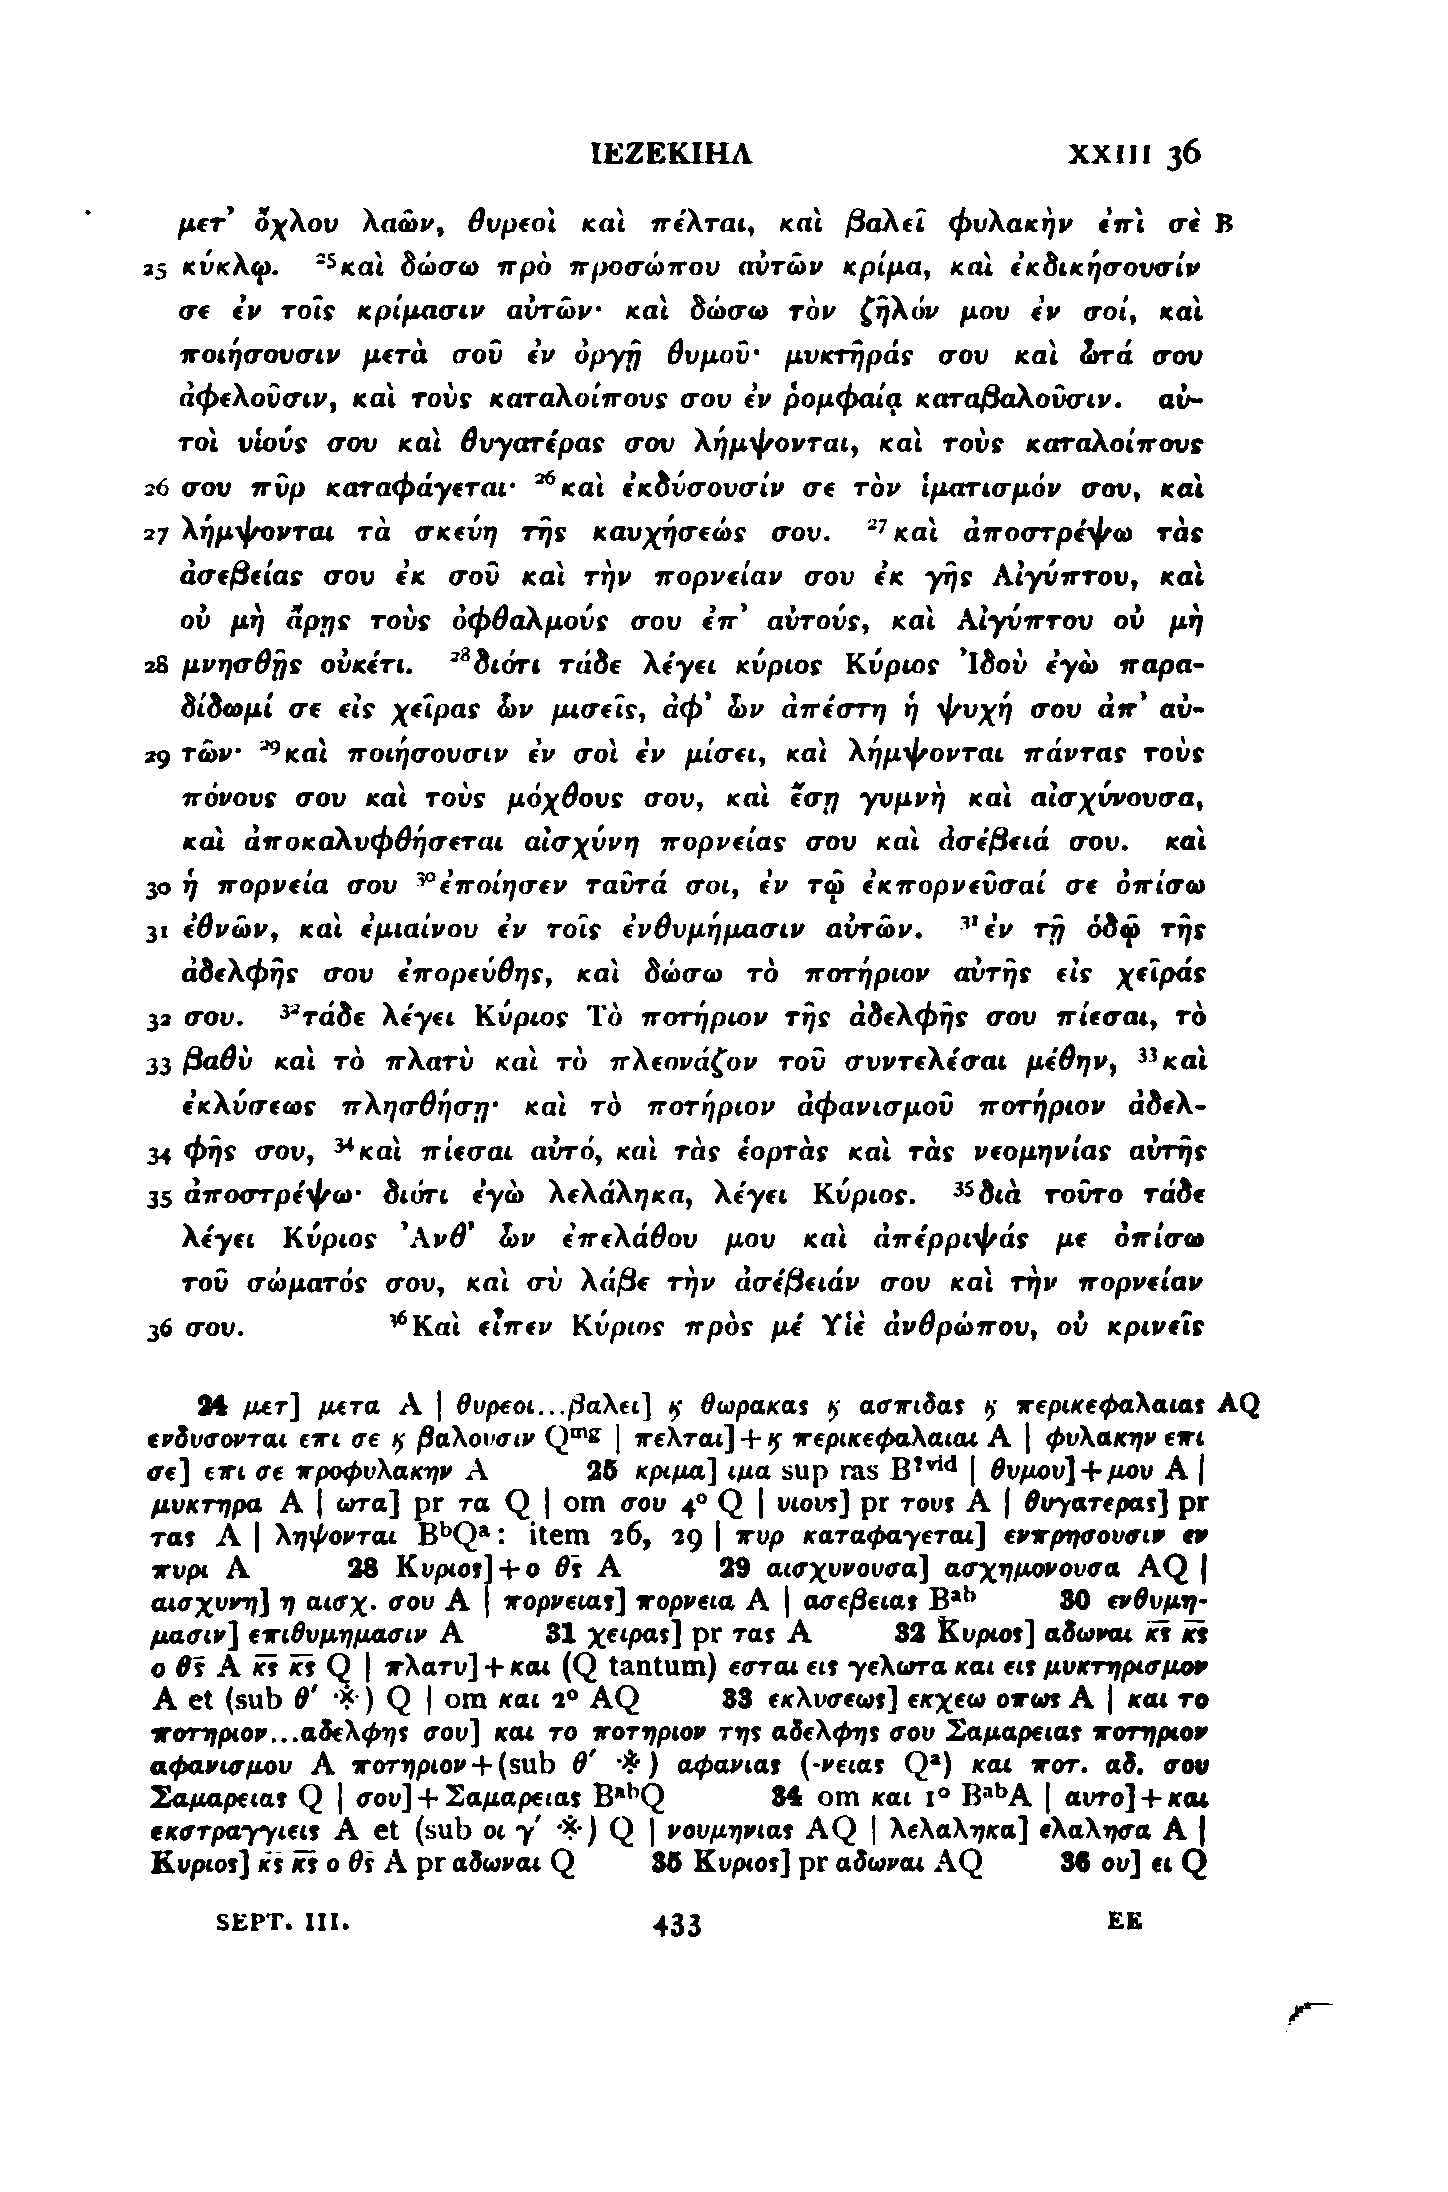 ΙΕΖΕΚΙΗΛ XXIII 36
μετ’ ὄχλου λαῶν, θυρεοὶ καὶ πέλται, καὶ βαλεῖ φυλακὴν ἐπὶ σὲ B
25 κύκλῳ. ²⁵καὶ δώσω πρὸ προσώπου αὐτῶν κρίμα, καὶ ἐκδικήσουσίν
σε ἐν τοῖς κρίμασιν αὐτῶν· καὶ δώσω τὸν ζῆλόν μου ἐν σοί, καὶ
ποιήσουσιν μετὰ σοῦ ἐν ὀργῇ θυμοῦ· μυκτῆράς σου καὶ ὦτά σου
ἀφελοῦσιν, καὶ τοὺς καταλοίπους σου ἐν ῥομφαίᾳ καταβαλοῦσιν. αὐ-
τοὶ υἱούς σου καὶ θυγατέρας σου λήμψονται, καὶ τοὺς καταλοίπους
26 σου πῦρ καταφάγεται· ²⁶καὶ ἐκδύσουσίν σε τὸν ἱματισμόν σου, καὶ
27 λήμψονται τὰ σκεύη τῆς καυχήσεώς σου. ²⁷καὶ ἀποστρέψω τὰς
ἀσεβείας σου ἐκ σοῦ καὶ τὴν πορνείαν σου ἐκ γῆς Αἰγύπτου, καὶ
οὐ μὴ ἄρῃς τοὺς ὀφθαλμούς σου ἐπ’ αὐτούς, καὶ Αἰγύπτου οὐ μὴ
28 μνησθῇς οὐκέτι. ²⁸διότι τάδε λέγει κύριος Κύριος Ἰδοὺ ἐγὼ παρα-
δίδωμί σε εἰς χεῖρας ὧν μισεῖς, ἀφ’ ὧν ἀπέστη ἡ ψυχή σου ἀπ’ αὐ-
29 τῶν· ²⁹καὶ ποιήσουσιν ἐν σοὶ ἐν μίσει, καὶ λήμψονται πάντας τοὺς
πόνους σου καὶ τοὺς μόχθους σου, καὶ ἔσῃ γυμνὴ καὶ αἰσχύνουσα,
καὶ ἀποκαλυφθήσεται αἰσχύνη πορνείας σου καὶ ἀσέβειά σου. καὶ
30 ἡ πορνεία σου ³⁰ἐποίησεν ταῦτά σοι, ἐν τῷ ἐκπορνεῦσαί σε ὀπίσω
31 ἐθνῶν, καὶ ἐμιαίνου ἐν τοῖς ἐνθυμήμασιν αὐτῶν. ³¹ἐν τῇ ὁδῷ τῆς
ἀδελφῆς σου ἐπορεύθης, καὶ δώσω τὸ ποτήριον αὐτῆς εἰς χεῖράς
32 σου. ³²τάδε λέγει Κύριος Τὸ ποτήριον τῆς ἀδελφῆς σου πίεσαι, τὸ
33 βαθὺ καὶ τὸ πλατὺ καὶ τὸ πλεονάζον τοῦ συντελέσαι μέθην, ³³καὶ
ἐκλύσεως πλησθήσῃ· καὶ τὸ ποτήριον ἀφανισμοῦ ποτήριον ἀδελ-
34 φῆς σου, ³⁴καὶ πίεσαι αὐτό, καὶ τὰς ἑορτὰς καὶ τὰς νεομηνίας αὐτῆς
35 ἀποστρέψω· διότι ἐγὼ λελάληκα, λέγει Κύριος. ³⁵διὰ τοῦτο τάδε
λέγει Κύριος Ἀνθ’ ὧν ἐπελάθου μου καὶ ἀπέρριψάς με ὀπίσω
τοῦ σώματός σου, καὶ σὺ λάβε τὴν ἀσέβειάν σου καὶ τὴν πορνείαν
36 σου. ³⁶Καὶ εἶπεν Κύριος πρὸς μέ Υἱὲ ἀνθρώπου, οὐ κρινεῖς
24 μετ] μετα A | θυρεοι...βαλει] ϗ θωρακας ϗ ασπιδας ϗ περικεφαλαιας AQ
ενδυσονται επι σε ϗ βαλουσιν Qᵐᵍ | πελται]+ϗ περικεφαλαιαι A | φυλακην επι
σε] επι σε προφυλακην A 25 κριμα] ιμα sup ras B¹ᵛⁱᵈ | θυμου]+μου A |
μυκτηρα A | ωτα] pr τα Q | om σου 4° Q | υιους] pr τους A | θυγατερας] pr
τας A | ληψονται BᵇQᵃ: item 26, 29 | πυρ καταφαγεται] ενπρησουσιν εν
πυρι A 28 Κυριος]+ο θ̅ς̅ A 29 αισχυνουσα] ασχημονουσα AQ |
αισχυνη] η αισχ. σου A | πορνειας] πορνεια A | ασεβειας Bᵃᵇ 30 ενθυμη-
μασιν] επιθυμημασιν A 31 χειρας] pr τας A 32 Κυριος] αδωναι κ̅ς̅ κ̅ς̅
ο θ̅ς̅ A κ̅ς̅ κ̅ς̅ Q | πλατυ]+και (Q tantum) εσται εις γελωτα και εις μυκτηρισμον
A et (sub θ′ ※) Q | om και 2° AQ 33 εκλυσεως] εκχεω οπως A | και το
ποτηριον...αδελφης σου] και το ποτηριον της αδελφης σου Σαμαρειας ποτηριον
αφανισμου A ποτηριον+(sub θ′ ※) αφανιας (-νειας Qᵃ) και ποτ. αδ. σου
Σαμαρειας Q | σου]+Σαμαρειας BᵃᵇQ 34 om και 1° BᵃᵇA | αυτο]+και
εκστραγγιεις A et (sub οι γ′ ※) Q | νουμηνιας AQ | λελαληκα] ελαλησα A |
Κυριος] κ̅ς̅ κ̅ς̅ ο θ̅ς̅ A pr αδωναι Q 35 Κυριος] pr αδωναι AQ 36 ου] ει Q
SEPT. III. 433 EE